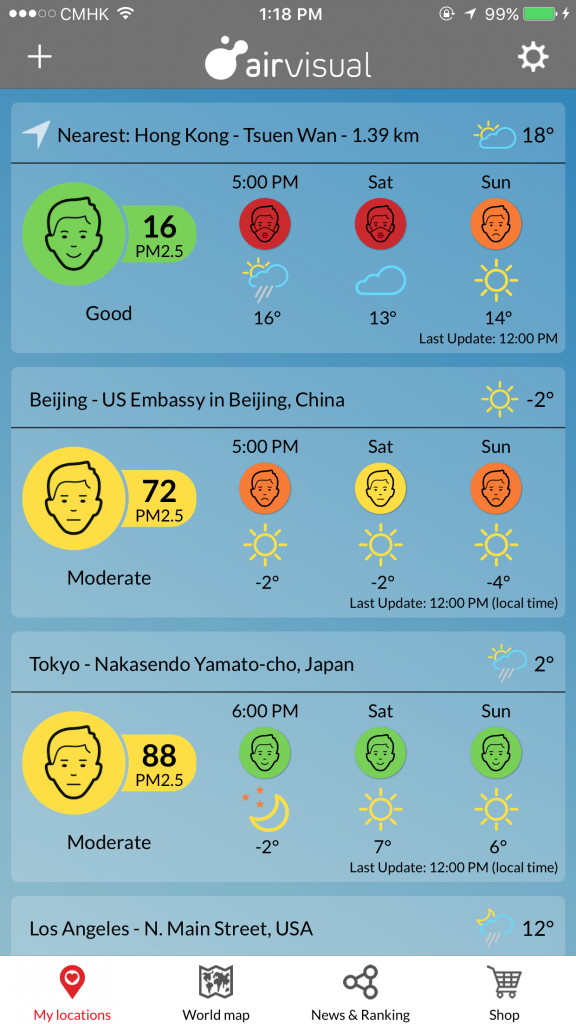 CMHK
1:18 PM
99%
airvisual
Nearest: Hong Kong - Tsuen Wan - 1.39 km
18°
5:00 PM Sat Sun
16
PM2.5
Good
16° 13° 14°
Last Update: 12:00 PM
Beijing - US Embassy in Beijing, China
-2°
5:00 PM Sat Sun
72
PM2.5
Moderate
-2° -2° -4°
Last Update: 12:00 PM (local time)
Tokyo - Nakasendo Yamato-cho, Japan
2°
6:00 PM Sat Sun
88
PM2.5
Moderate
-2° 7° 6°
Last Update: 12:00 PM (local time)
Los Angeles - N. Main Street, USA
12°
My locations World map News & Ranking Shop